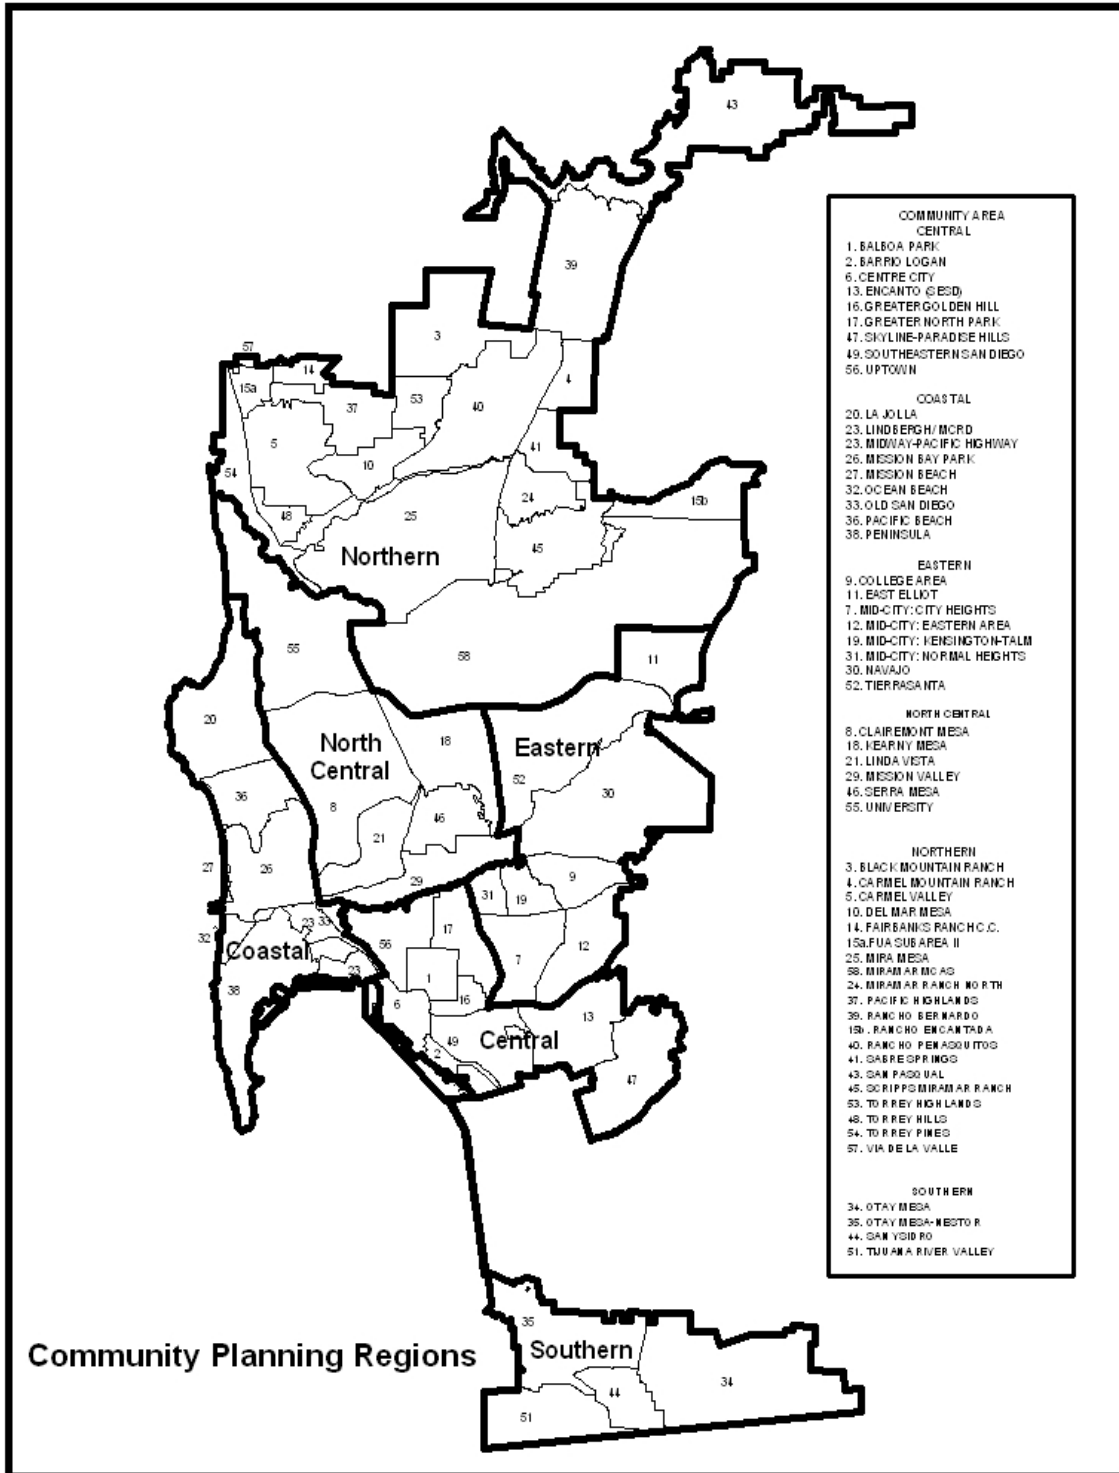 43
39
3
57
14
4
15a
37
53
40
5
41
10
54
24
15b
48
25
45
Northern
55
58
11
20
North
Central
18
Eastern
52
36
8
46
30
21
27
26
29
9
31
19
32
23
33
17
56
Coastal
12
23
7
1
38
6
16
13
49
Central
2
47
35
Southern
34
44
51
Community Planning Regions
COMMUNITY AREA
CENTRAL
1. BALBOA PARK
2. BARRIO LOGAN
6. CENTRE CITY
13. ENCANTO (SESD)
16. GREATER GOLDEN HILL
17. GREATER NORTH PARK
47. SKYLINE-PARADISE HILLS
49. SOUTHEASTERN SAN DIEGO
56. UPTOWN
COASTAL
20. LA JOLLA
23. LINDBERGH/ MCRD
23. MIDWAY-PACIFIC HIGHWAY
26. MISSION BAY PARK
27. MISSION BEACH
32. OCEAN BEACH
33. OLD SAN DIEGO
36. PACIFIC BEACH
38. PENINSULA
EASTERN
9. COLLEGE AREA
11. EAST ELLIOT
7. MID-CITY: CITY HEIGHTS
12. MID-CITY: EASTERN AREA
19. MID-CITY: KENSINGTON-TALM
31. MID-CITY: NORMAL HEIGHTS
30. NAVAJO
52. TIERRASANTA
NORTH CENTRAL
8. CLAIREMONT MESA
18. KEARNY MESA
21. LINDA VISTA
29. MISSION VALLEY
46. SERRA MESA
55. UNIVERSITY
NORTHERN
3. BLACK MOUNTAIN RANCH
4. CARMEL MOUNTAIN RANCH
5. CARMEL VALLEY
10. DEL MAR MESA
14. FAIRBANKS RANCH C.C.
15a. FUA SUBAREA II
25. MIRA MESA
58. MIRAMAR MCAS
24. MIRAMAR RANCH NORTH
37. PACIFIC HIGHLANDS
39. RANCHO BERNARDO
15b. RANCHO ENCANTADA
40. RANCHO PENASQUITOS
41. SABRE SPRINGS
43. SAN PASQUAL
45. SCRIPPS MIRAMAR RANCH
53. TORREY HIGHLANDS
48. TORREY HILLS
54. TORREY PINES
57. VIA DE LA VALLE
SOUTHERN
34. OTAY MESA
35. OTAY MESA-NESTOR
44. SAN YSIDRO
51. TIJUANA RIVER VALLEY